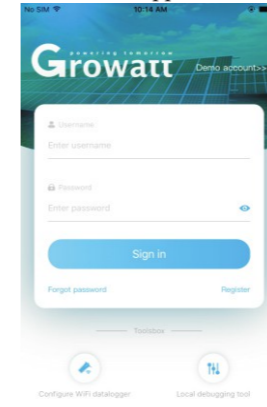 No SIM 10:14 AM
powering tomorrow
Growatt
Demo account>>
Username
Enter username
Password
Enter password
Sign in
Forgot password Register
Toolbox
Configure WiFi datalogger Local debugging tool